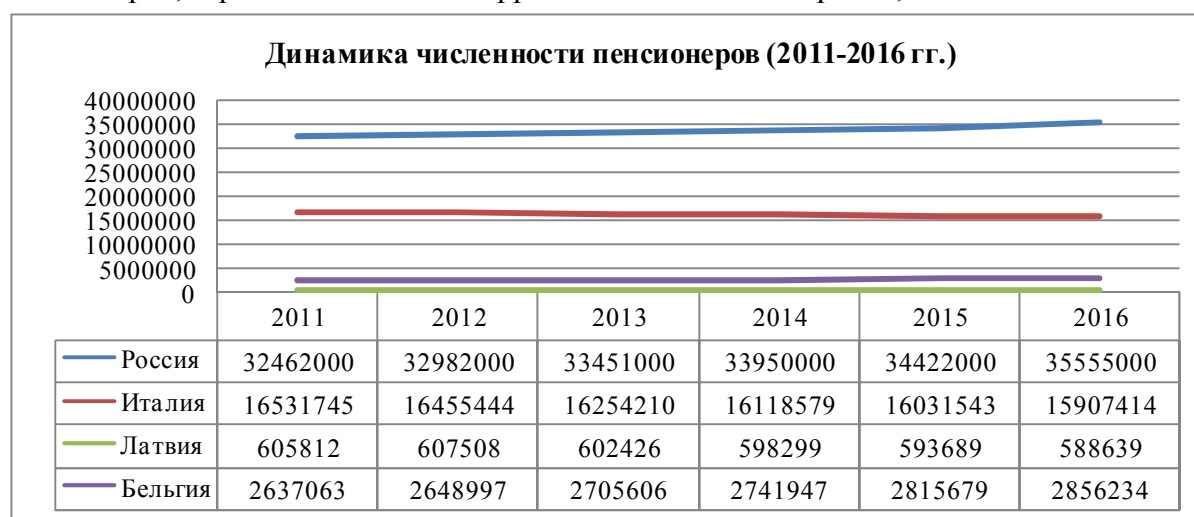 Динамика численности пенсионеров (2011-2016 гг.)
40000000
35000000
30000000
25000000
20000000
15000000
10000000
5000000
0
2011 2012 2013 2014 2015 2016
Россия 32462000 32982000 33451000 33950000 34422000 35555000
Италия 16531745 16455444 16254210 16118579 16031543 15907414
Латвия 605812 607508 602426 598299 593689 588639
Бельгия 2637063 2648997 2705606 2741947 2815679 2856234